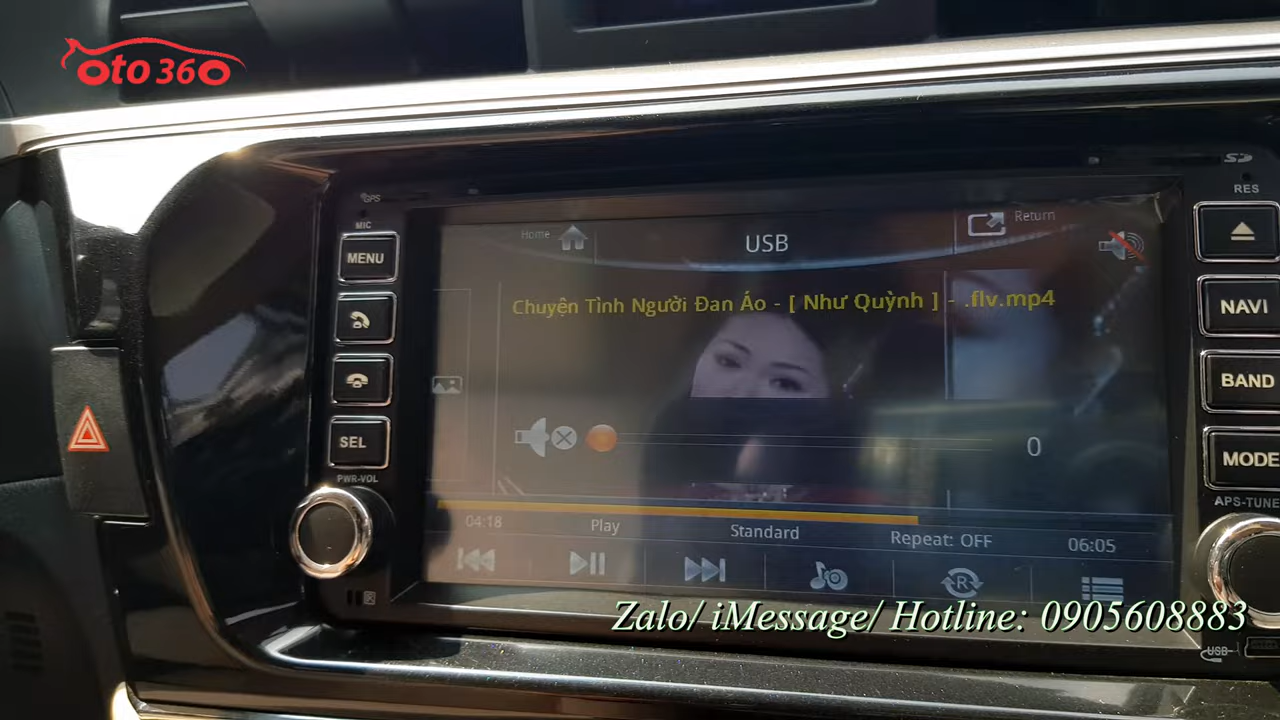 oto360
GPS
MIC
MENU
SEL
PWR-VOL
Home
USB
Return
Chuyện Tình Người Đan Áo - [ Như Quỳnh ] - .flv.mp4
0
04:18
Play
Standard
Repeat: OFF
06:05
R
SD
RES
NAVI
BAND
MODE
APS-TUNE
USB
Zalo/ iMessage/ Hotline: 0905608883